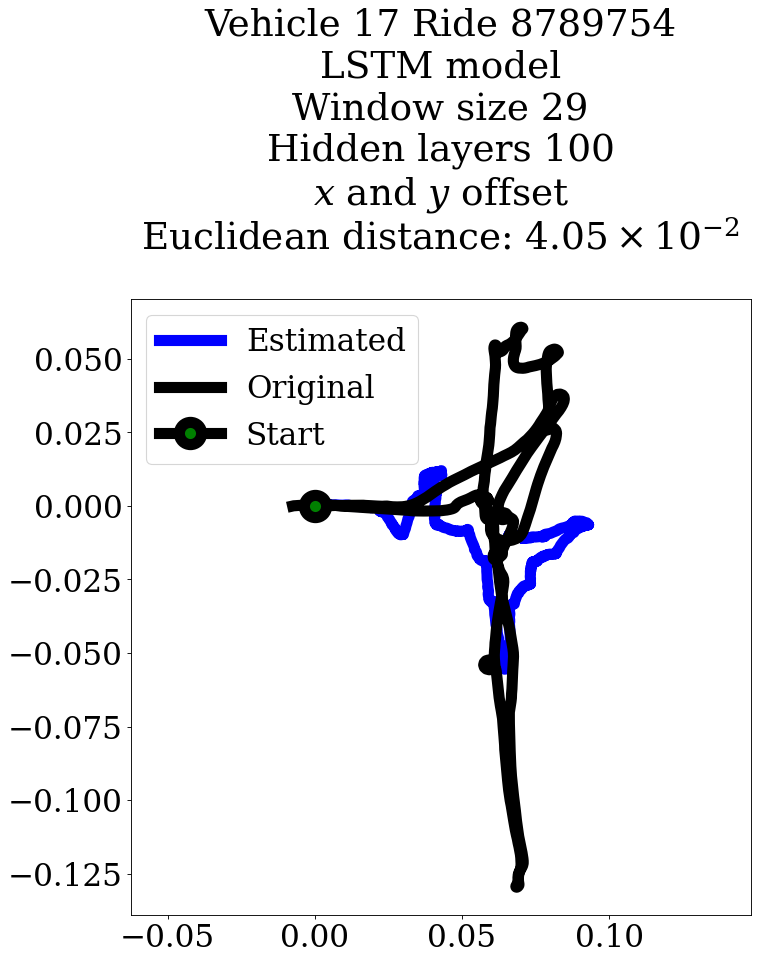 Vehicle 17 Ride 8789754
LSTM model
Window size 29
Hidden layers 100
x and y offset
Euclidean distance: 4.05 × 10⁻²
Estimated
Original
Start
0.050
0.025
0.000
−0.025
−0.050
−0.075
−0.100
−0.125
−0.05 0.00 0.05 0.10